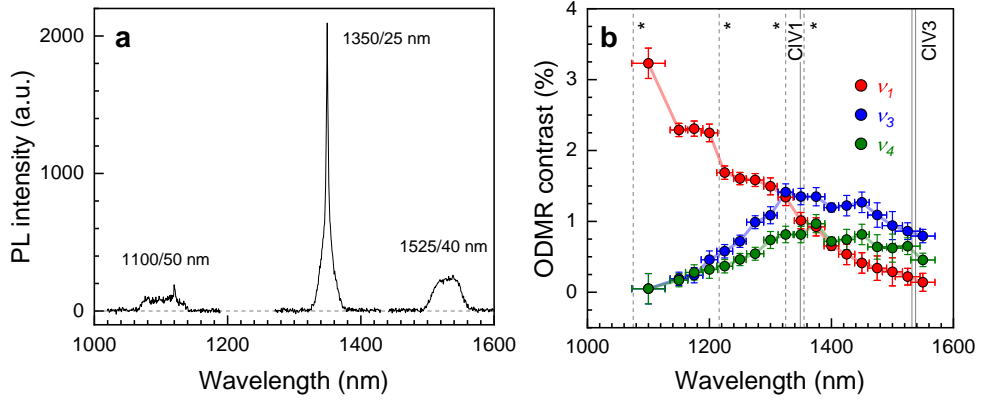 a
PL intensity (a.u.)
2000
1000
0
1350/25 nm
1100/50 nm
1525/40 nm
1000 1200 1400 1600
Wavelength (nm)
b
ODMR contrast (%)
4
3
2
1
0
* * * CIV1 * CIV3
ν1
ν3
ν4
1000 1200 1400 1600
Wavelength (nm)